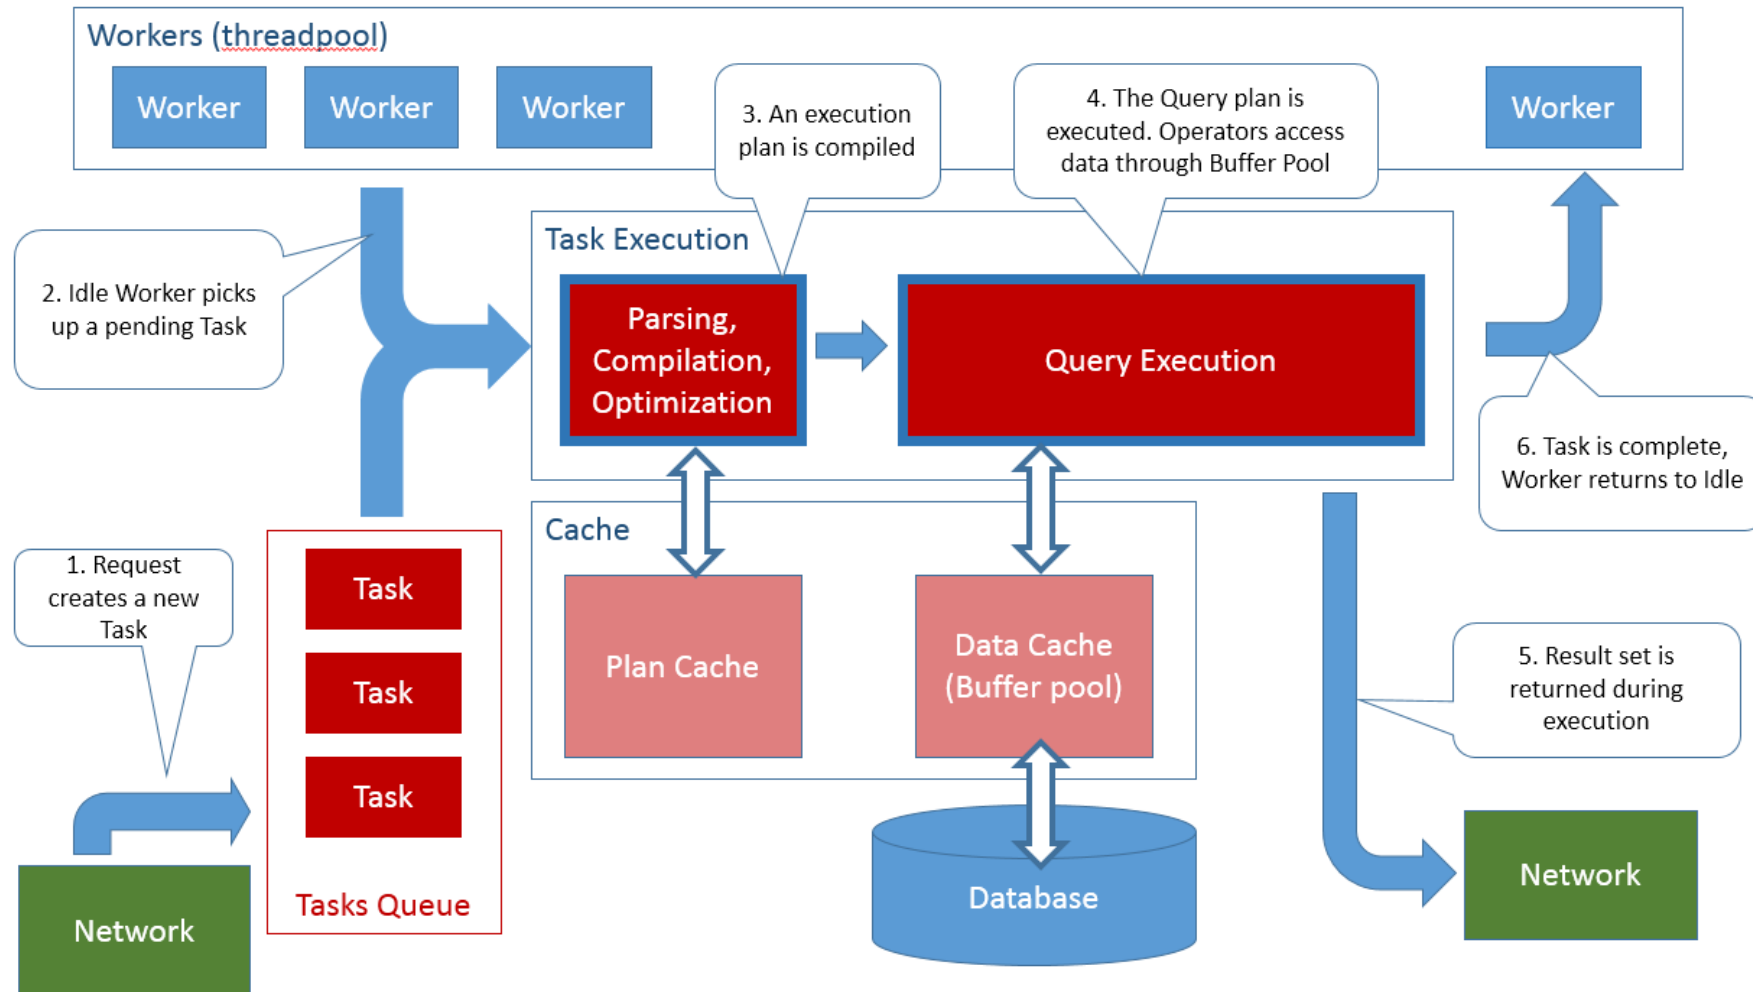 Workers (threadpool)
Worker
Worker
Worker
Worker
3. An execution
plan is compiled
4. The Query plan is
executed. Operators access
data through Buffer Pool
2. Idle Worker picks
up a pending Task
Task Execution
Parsing,
Compilation,
Optimization
Query Execution
6. Task is complete,
Worker returns to Idle
1. Request
creates a new
Task
Task
Task
Task
Tasks Queue
Cache
Plan Cache
Data Cache
(Buffer pool)
5. Result set is
returned during
execution
Network
Database
Network